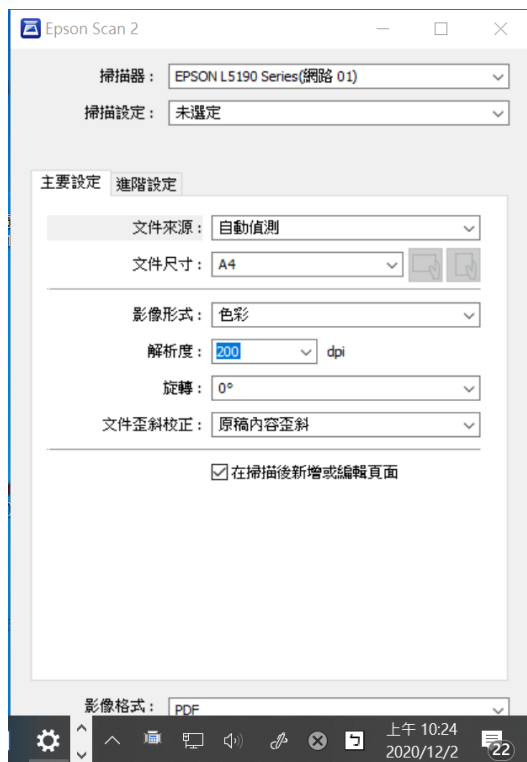 Epson Scan 2
掃描器： EPSON L5190 Series(網路 01)
掃描設定： 未選定
主要設定 進階設定
文件來源： 自動偵測
文件尺寸： A4
影像形式： 色彩
解析度： 200 dpi
旋轉： 0°
文件歪斜校正： 原稿內容歪斜
在掃描後新增或編輯頁面
影像格式： PDF
ㄅ
上午 10:24
2020/12/2
22